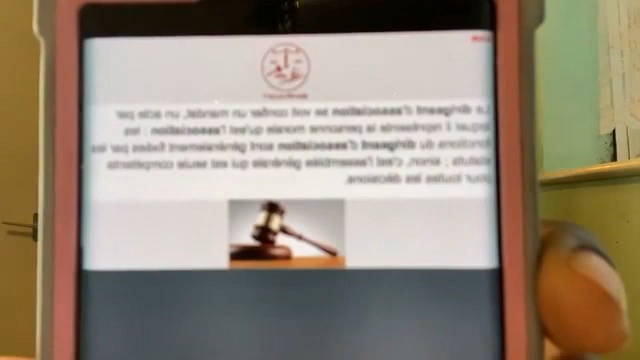 Le dirigeant d'association se voit confier un mandat, un acte par
lequel il représente la personne morale qu'est l'association : les
fonctions du dirigeant d'association sont généralement fixées par les
statuts ; sinon, c'est l'assemblée générale qui est seule compétente
pour toutes les décisions.